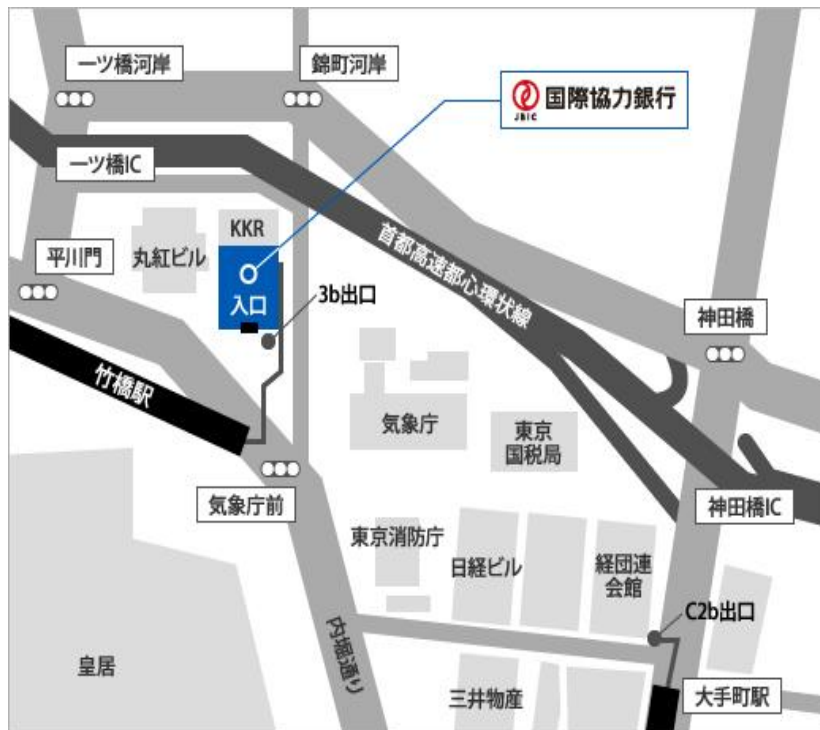 一ツ橋河岸
錦町河岸
JBIC
国際協力銀行
一ツ橋IC
KKR
丸紅ビル
平川門
入口
3b出口
首都高速都心環状線
神田橋
竹橋駅
気象庁
東京
国税局
気象庁前
神田橋IC
東京消防庁
日経ビル
経団連
会館
C2b出口
内堀通り
皇居
三井物産
大手町駅